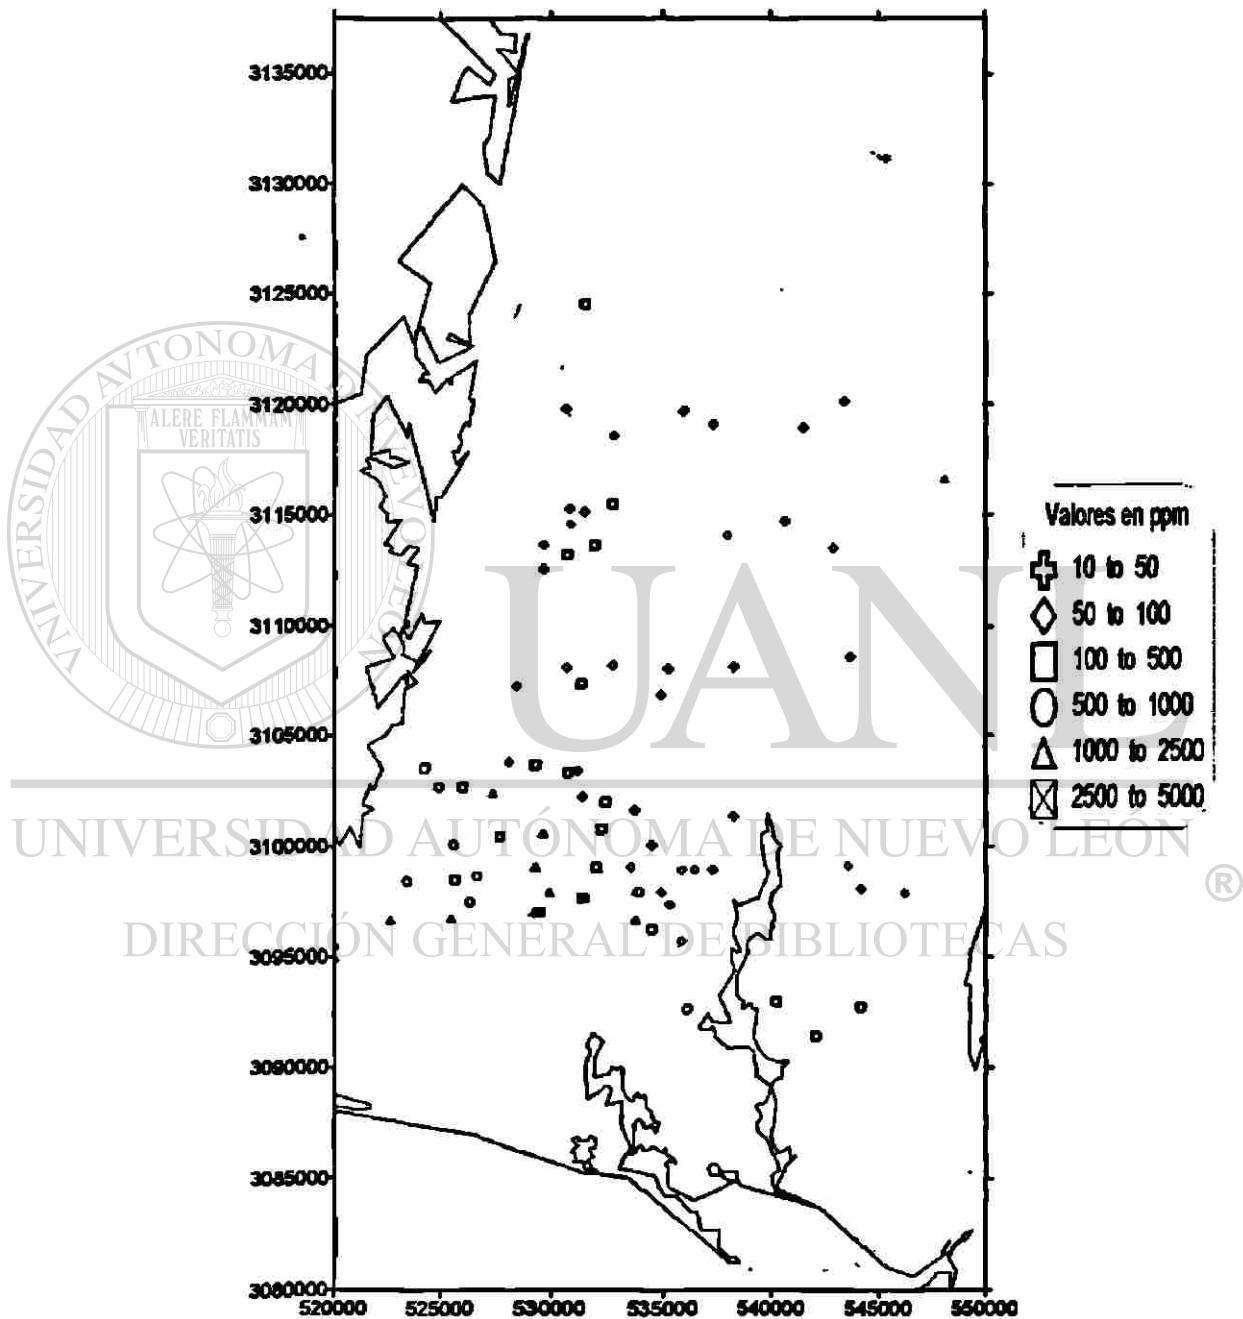 3135000
3130000
3125000
3120000
3115000
3110000
3105000
3100000
3095000
3090000
3085000
3080000
520000 525000 530000 535000 540000 545000 550000
Valores en ppm
10 to 50
50 to 100
100 to 500
500 to 1000
1000 to 2500
2500 to 5000
UNIVERSIDAD AVTONOMA DE NUEVO LEÓN
ALERE FLAMMAM
VERITATIS
UANL
UNIVERSIDAD AUTÓNOMA DE NUEVO LEÓN
®
DIRECCIÓN GENERAL DE BIBLIOTECAS